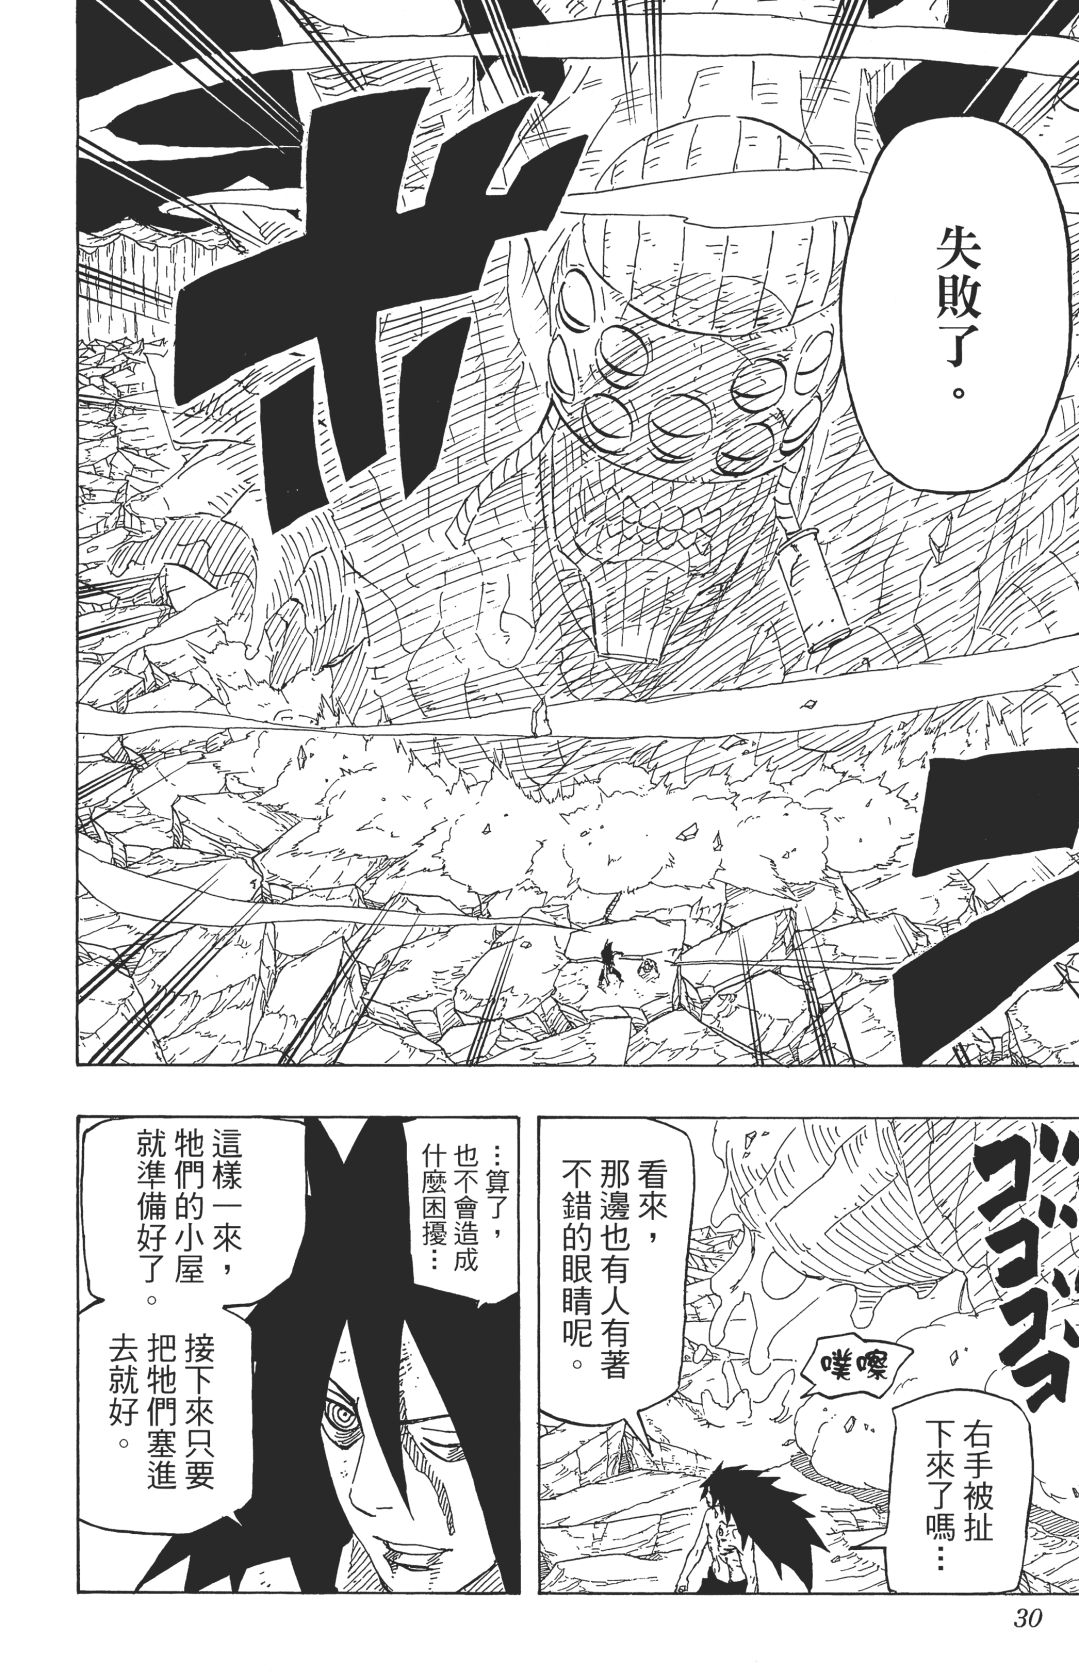 失敗了。
ボン
ゴゴゴゴ
右手被扯
下來了嗎…
噗嚓
看來，
那邊也有人有著
不錯的眼睛呢。
…算了，
也不會造成
什麼困擾…
這樣一來，
牠們的小屋
就準備好了。
接下來只要
把牠們塞進
去就好。
30